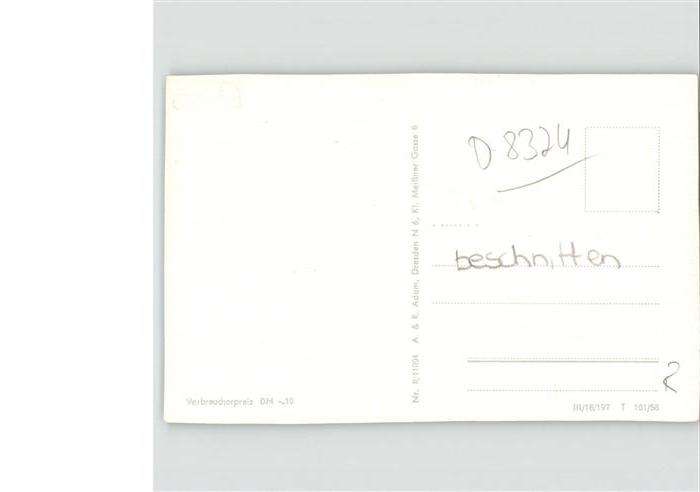 D 8324
beschnitten
2
Nr. R/11904 A. & R. Adam, Dresden N 6, Kl. Meißner Gasse 6
Verbraucherpreis DM -.10
III/18/197 T 101/56